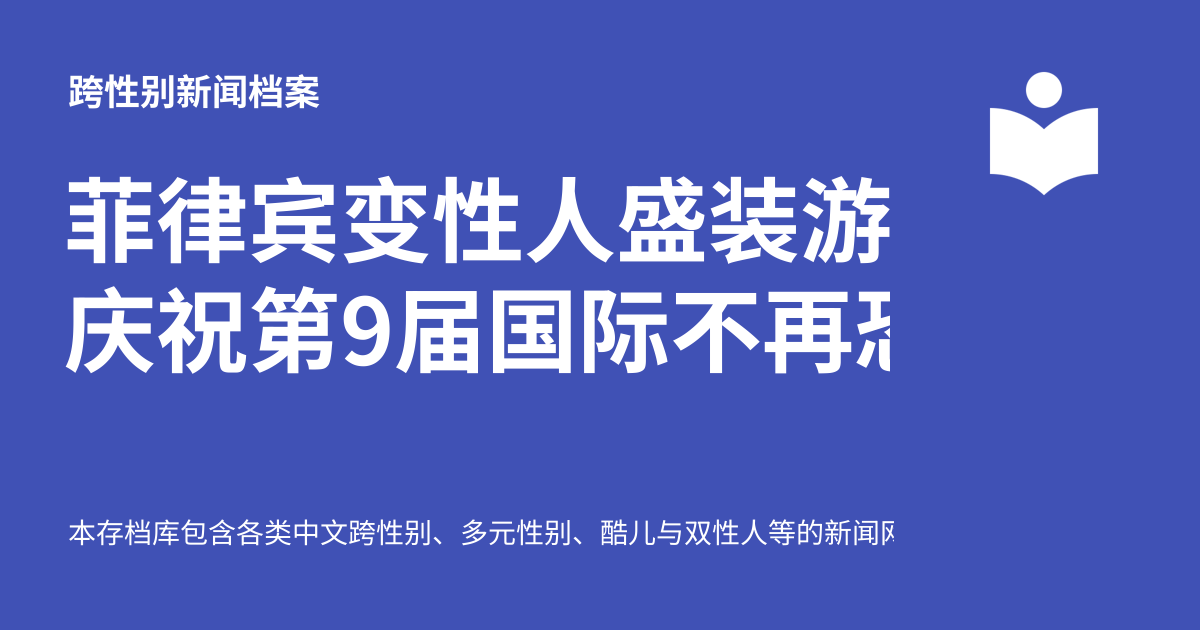 跨性别新闻档案
菲律宾变性人盛装游
庆祝第9届国际不再
本存档库包含各类中文跨性别、多元性别、酷儿与双性人等的新闻